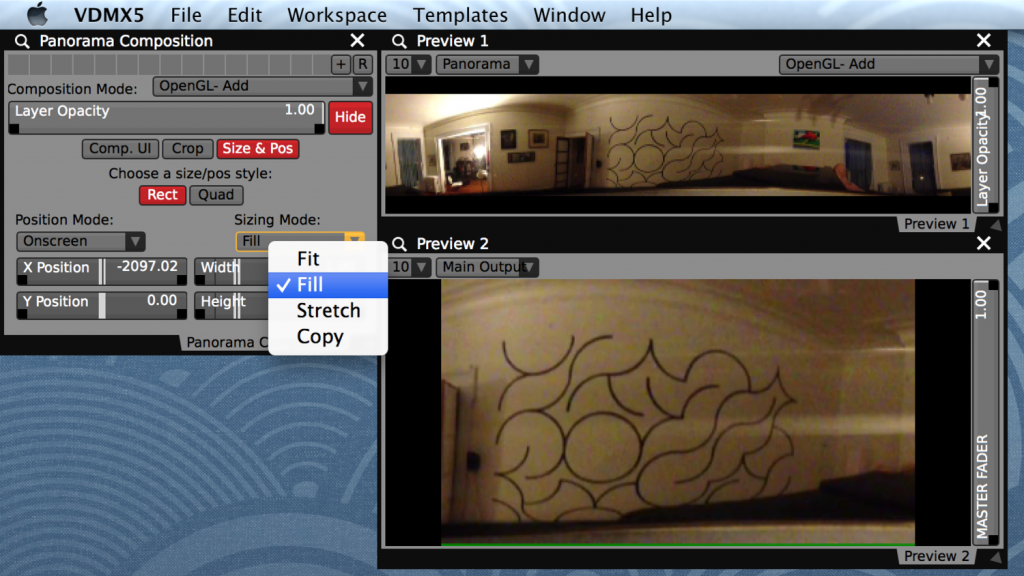 VDMX5 File Edit Workspace Templates Window Help
Panorama Composition
+ R
Composition Mode: OpenGL- Add
Layer Opacity 1.00 Hide
Comp. UI Crop Size & Pos
Choose a size/pos style:
Rect Quad
Position Mode: Sizing Mode:
Onscreen Fill
X Position -2097.02 Width
Y Position 0.00 Height
Fit
Fill
Stretch
Copy
Panorama C
Preview 1
10 Panorama OpenGL- Add
Layer Opacity 1.00
Preview 1
Preview 2
10 Main Output
1.00
MASTER FADER
Preview 2